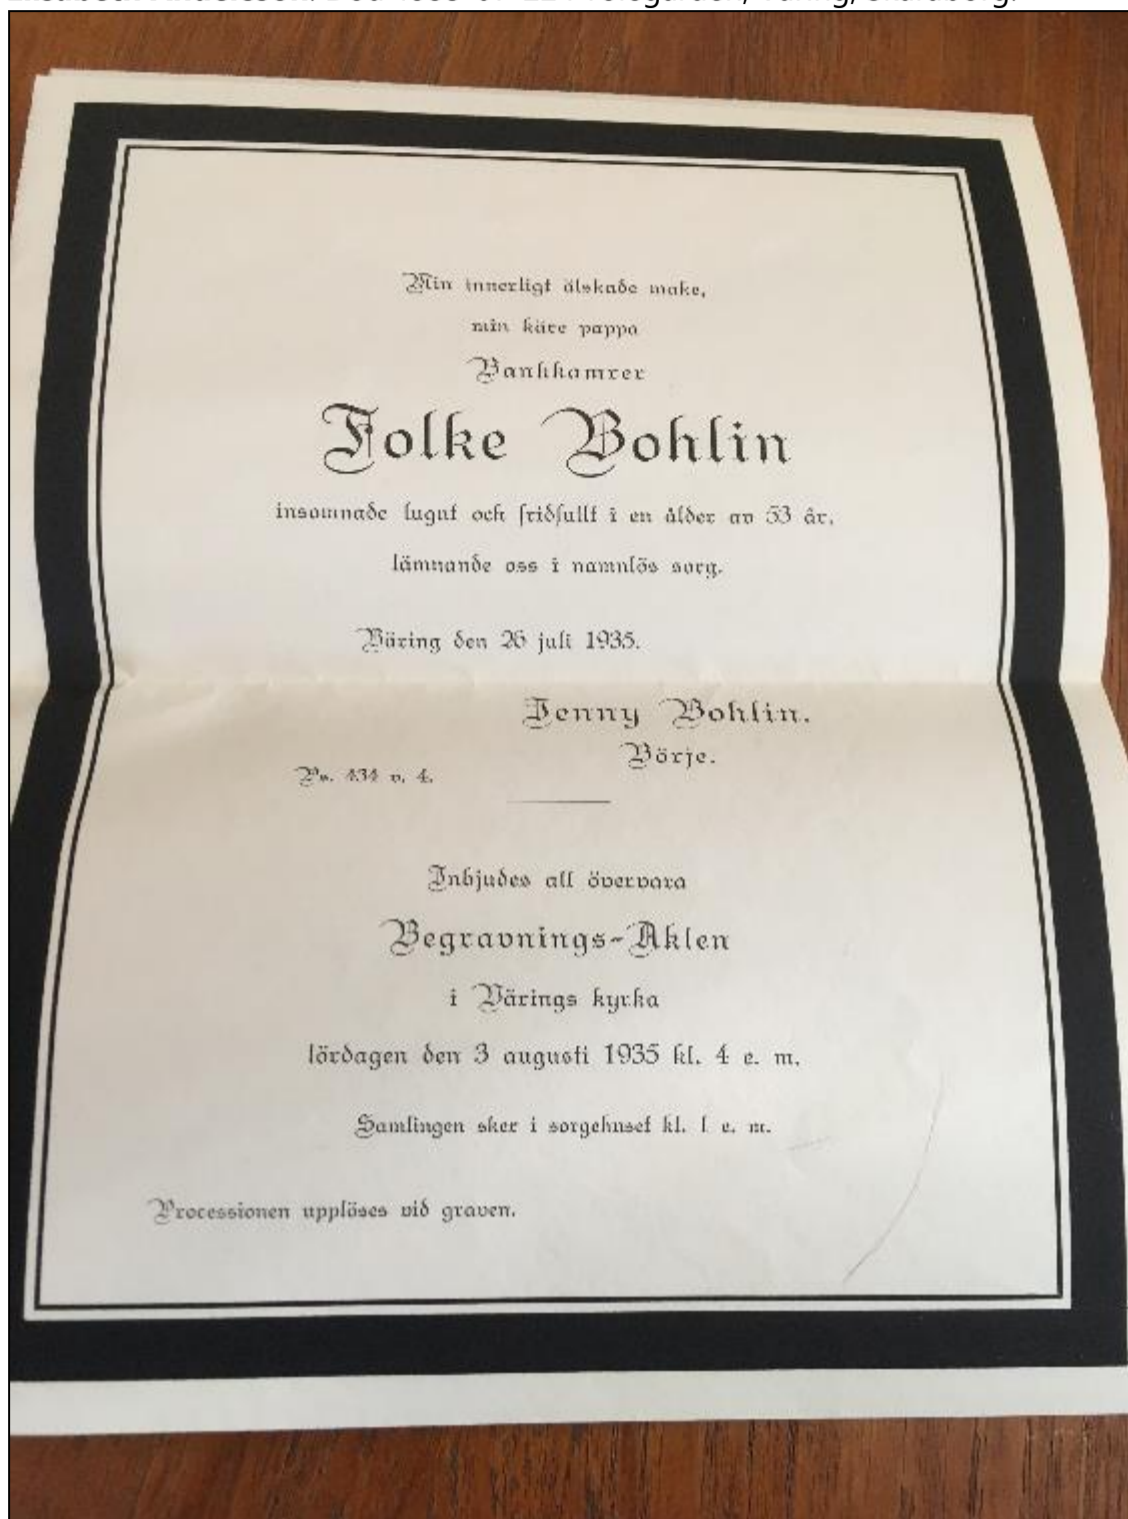 Min innerligt älskade make,
min käre pappa
Bankkamrer
Folke Bohlin
insomnade lugnt och fridfullt i en ålder av 53 år,
lämnande oss i namnlös sorg.
Väring den 26 juli 1935.
Jenny Bohlin.
Börje.
Ps. 434 v. 4.
Inbjudes att övervara
Begravnings-Akten
i Värings kyrka
lördagen den 3 augusti 1935 kl. 4 e. m.
Samlingen sker i sorgehuset kl. 1 e. m.
Processionen upplöses vid graven.